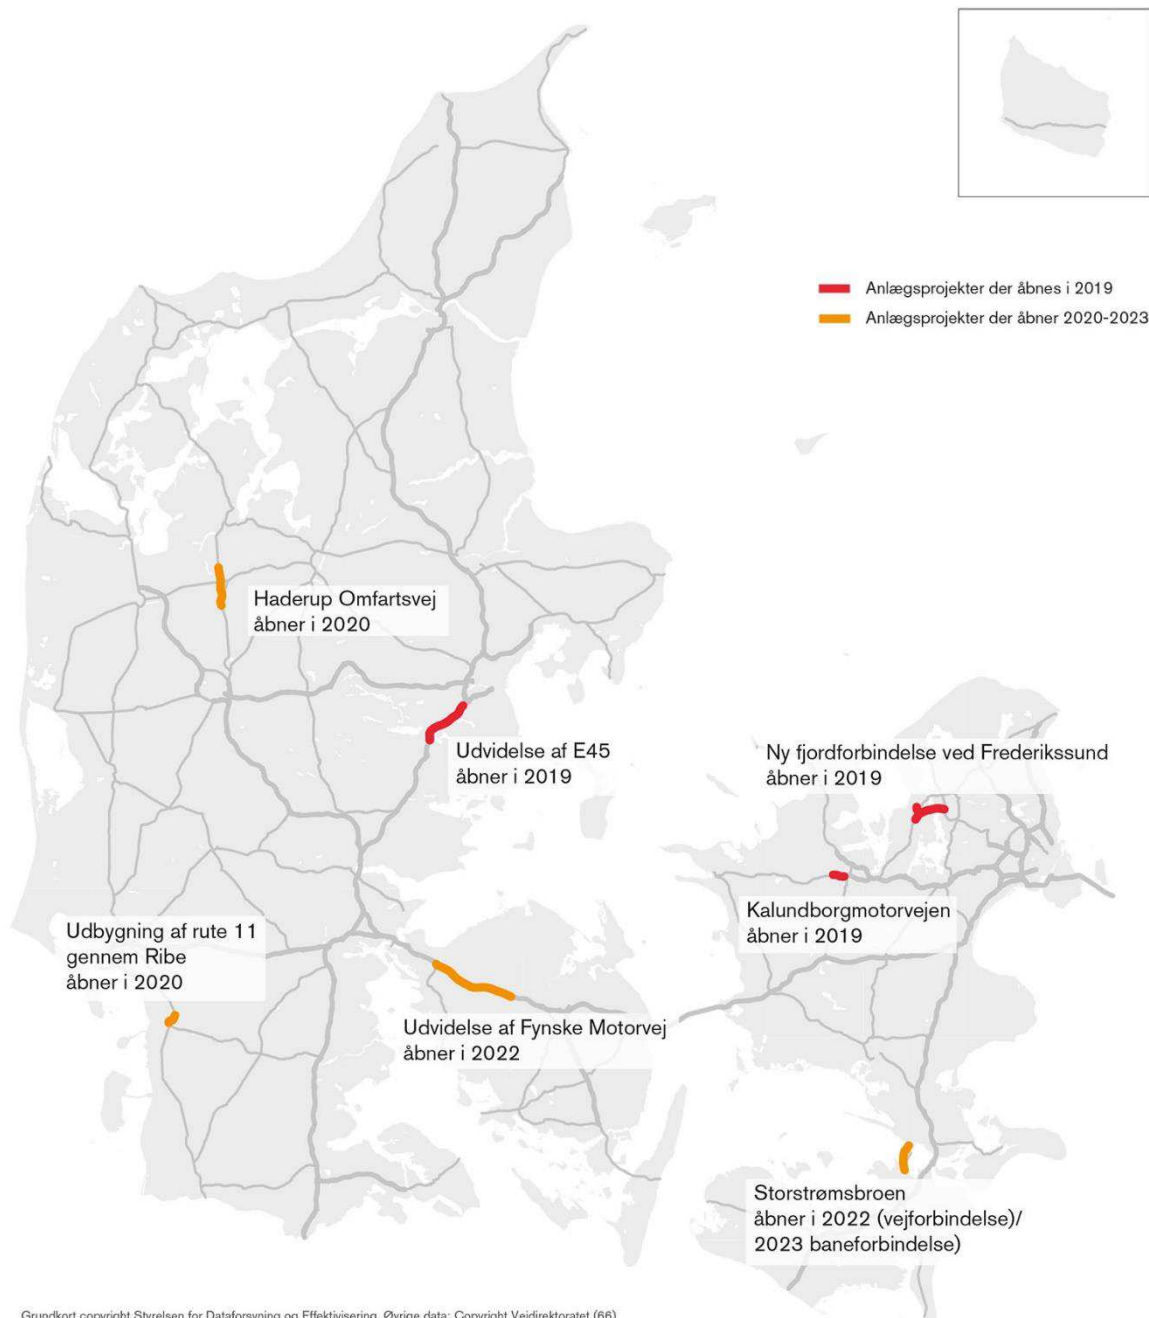 Anlægsprojekter der åbnes i 2019
Anlægsprojekter der åbner 2020-2023
Haderup Omfartsvej
åbner i 2020
Udvidelse af E45
åbner i 2019
Ny fjordforbindelse ved Frederikssund
åbner i 2019
Kalundborgmotorvejen
åbner i 2019
Udbygning af rute 11
gennem Ribe
åbner i 2020
Udvidelse af Fynske Motorvej
åbner i 2022
Storstrømsbroen
åbner i 2022 (vejforbindelse)/
2023 baneforbindelse)
Grundkort copyright Styrelsen for Dataforsyning og Effektivisering. Øvrige data: Copyright Vejdirektoratet (66)